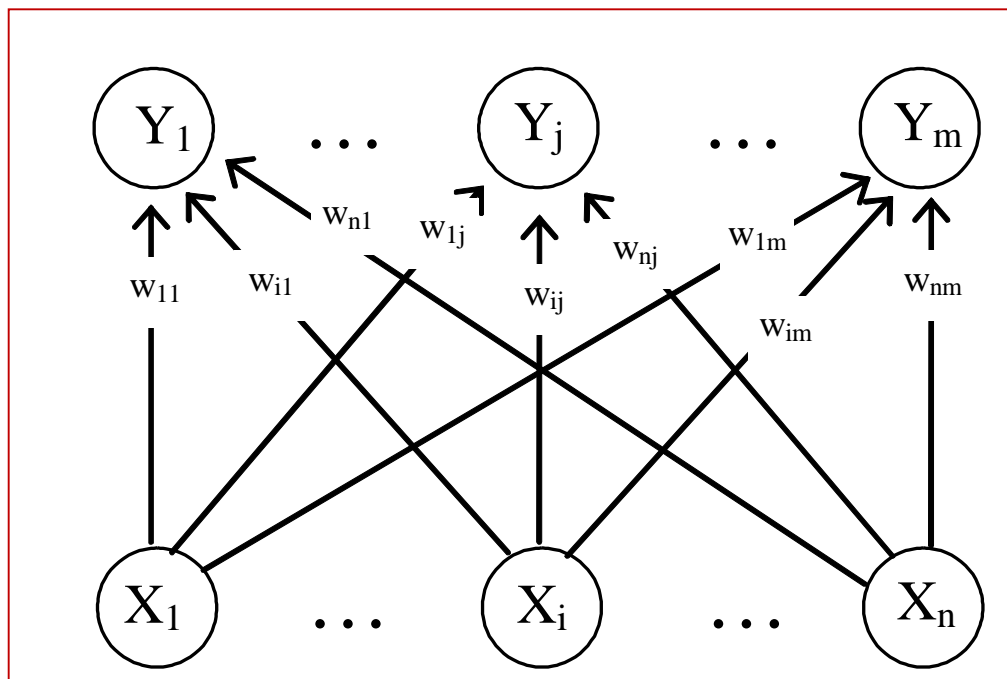 Y1 ... Yj ... Ym
wn1 w1j wnj w1m
w11 wi1 wij wim wnm
X1 ... Xi ... Xn